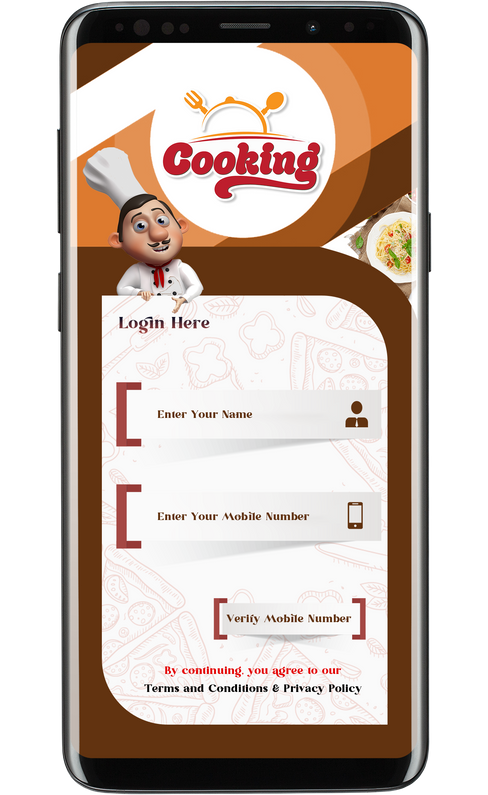 Cooking
Login Here
Enter Your Name
Enter Your Mobile Number
Verify Mobile Number
By continuing, you agree to our
Terms and Conditions & Privacy Policy